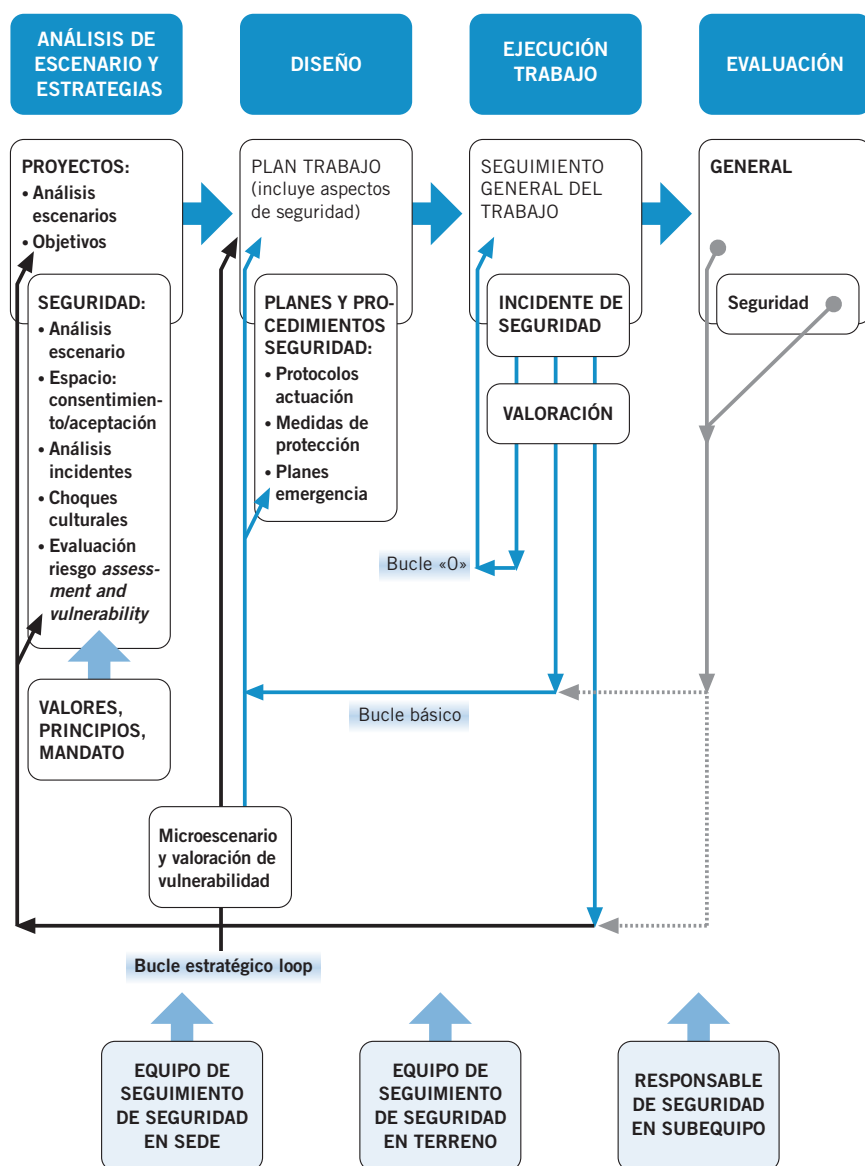 ANÁLISIS DE
ESCENARIO Y
ESTRATEGIAS
DISEÑO
EJECUCIÓN
TRABAJO
EVALUACIÓN
PROYECTOS:
• Análisis
escenarios
• Objetivos
SEGURIDAD:
• Análisis
escenario
• Espacio:
consentimien-
to/aceptación
• Análisis
incidentes
• Choques
culturales
• Evaluación
riesgo assess-
ment and
vulnerability
VALORES,
PRINCIPIOS,
MANDATO
PLAN TRABAJO
(incluye aspectos
de seguridad)
PLANES Y PRO-
CEDIMIENTOS
SEGURIDAD:
• Protocolos
actuación
• Medidas de
protección
• Planes
emergencia
SEGUIMIENTO
GENERAL DEL
TRABAJO
INCIDENTE DE
SEGURIDAD
VALORACIÓN
GENERAL
Seguridad
Bucle «0»
Bucle básico
Microescenario
y valoración de
vulnerabilidad
Bucle estratégico loop
EQUIPO DE
SEGUIMIENTO
DE SEGURIDAD
EN SEDE
EQUIPO DE
SEGUIMIENTO
DE SEGURIDAD
EN TERRENO
RESPONSABLE
DE SEGURIDAD
EN SUBEQUIPO